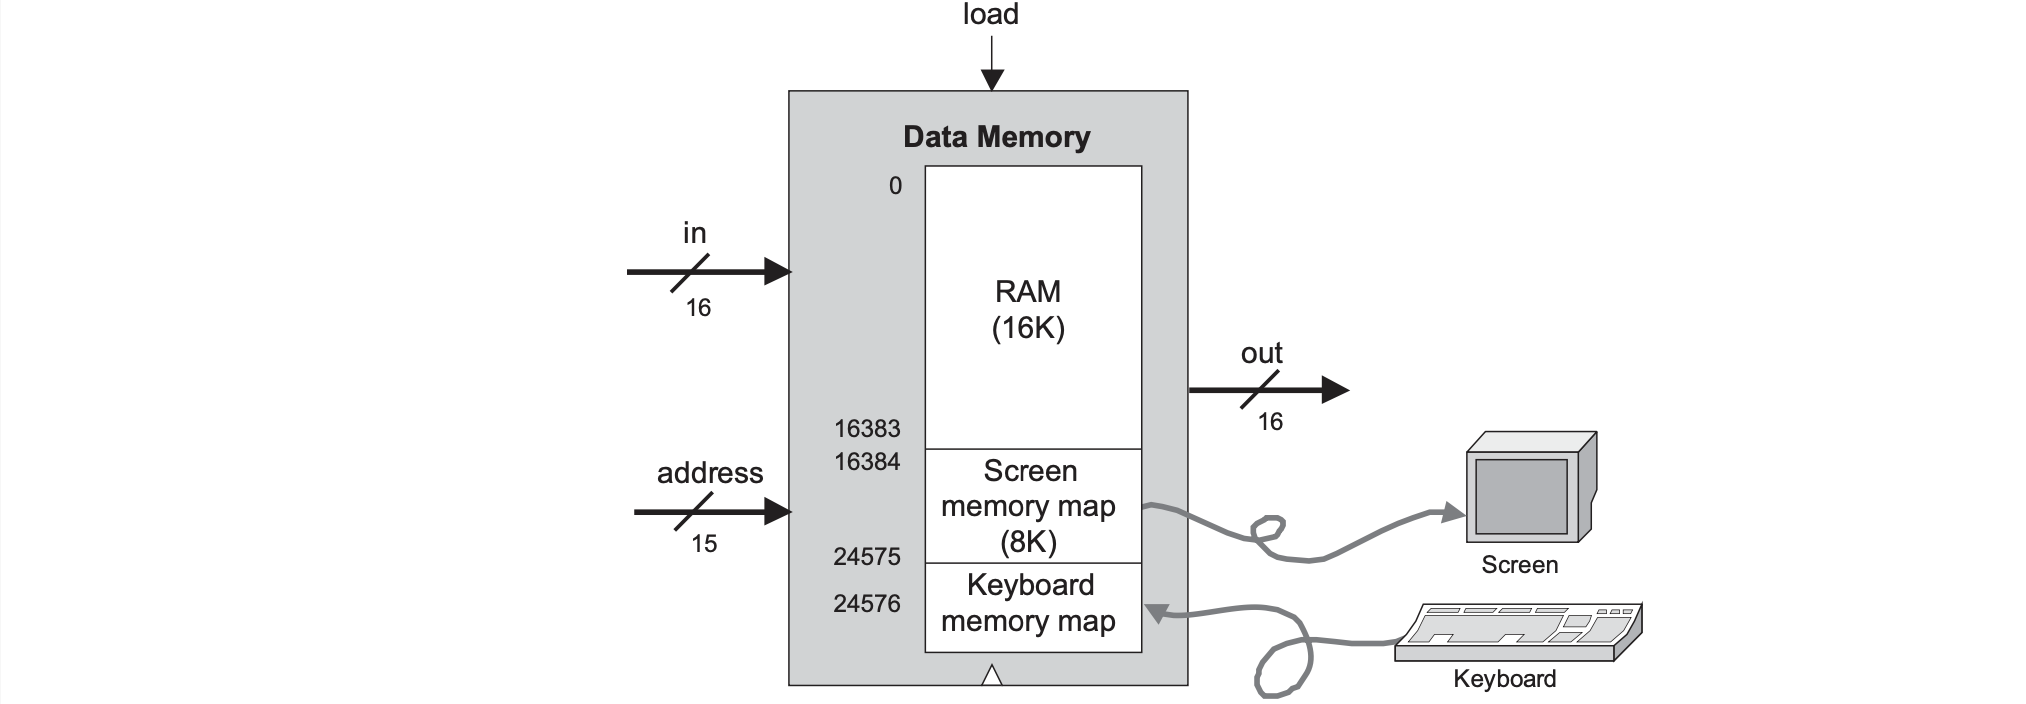 load
Data Memory
0
in
16
RAM
(16K)
out
16
16383
16384
address
15
Screen
memory map
(8K)
24575
24576
Keyboard
memory map
Screen
Keyboard